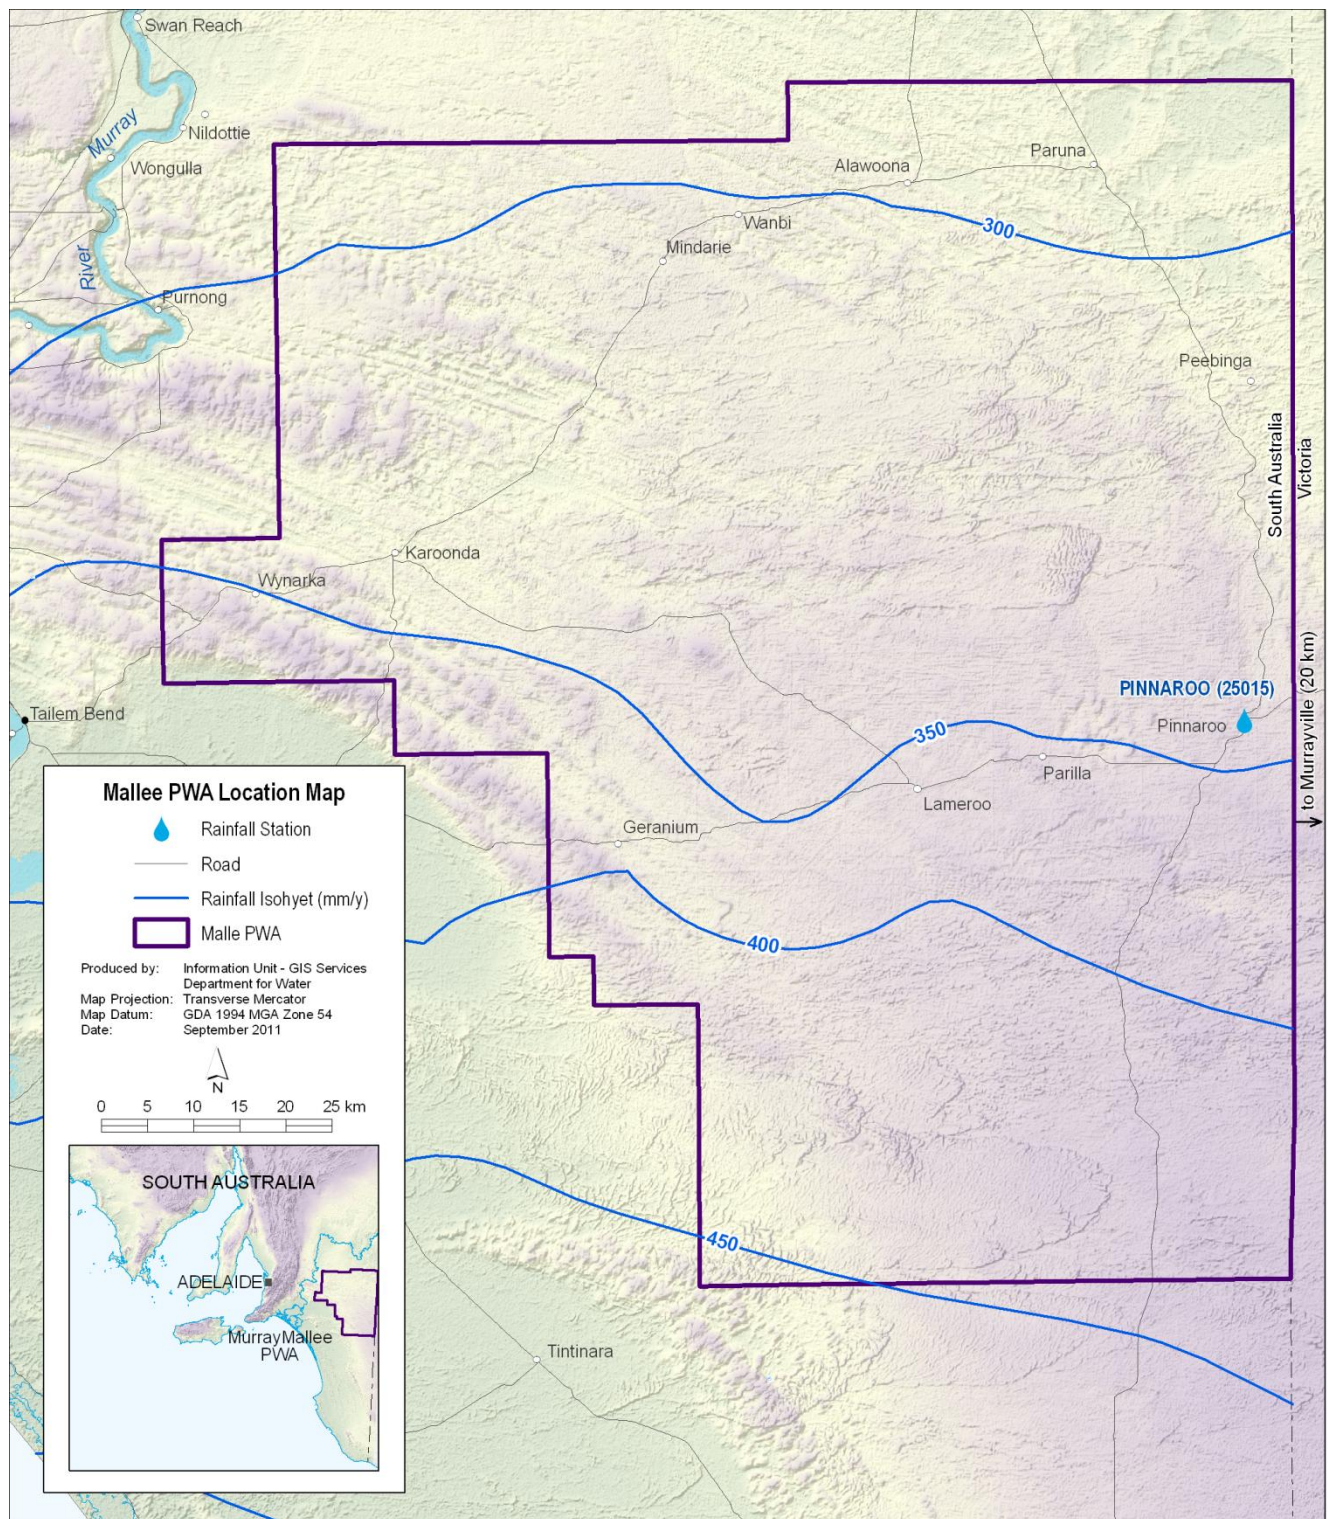 Swan Reach
Murray
Nildottie
Wongulla
River
Purnong
Paruna
Alawoona
Wanbi
Mindarie
300
Peebinga
South Australia
Victoria
Karoonda
Wynarka
to Murrayville (20 km)
PINNAROO (25015)
Pinnaroo
Tailem Bend
350
Parilla
Lameroo
Geranium
400
450
Tintinara
Mallee PWA Location Map
Rainfall Station
Road
Rainfall Isohyet (mm/y)
Malle PWA
Produced by: Information Unit - GIS Services
Department for Water
Map Projection: Transverse Mercator
Map Datum: GDA 1994 MGA Zone 54
Date: September 2011
N
0 5 10 15 20 25 km
SOUTH AUSTRALIA
ADELAIDE
Murray Mallee
PWA